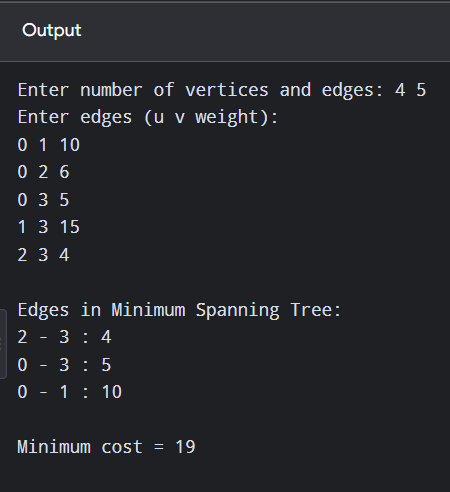 Output
Enter number of vertices and edges: 4 5
Enter edges (u v weight):
0 1 10
0 2 6
0 3 5
1 3 15
2 3 4
Edges in Minimum Spanning Tree:
2 - 3 : 4
0 - 3 : 5
0 - 1 : 10
Minimum cost = 19